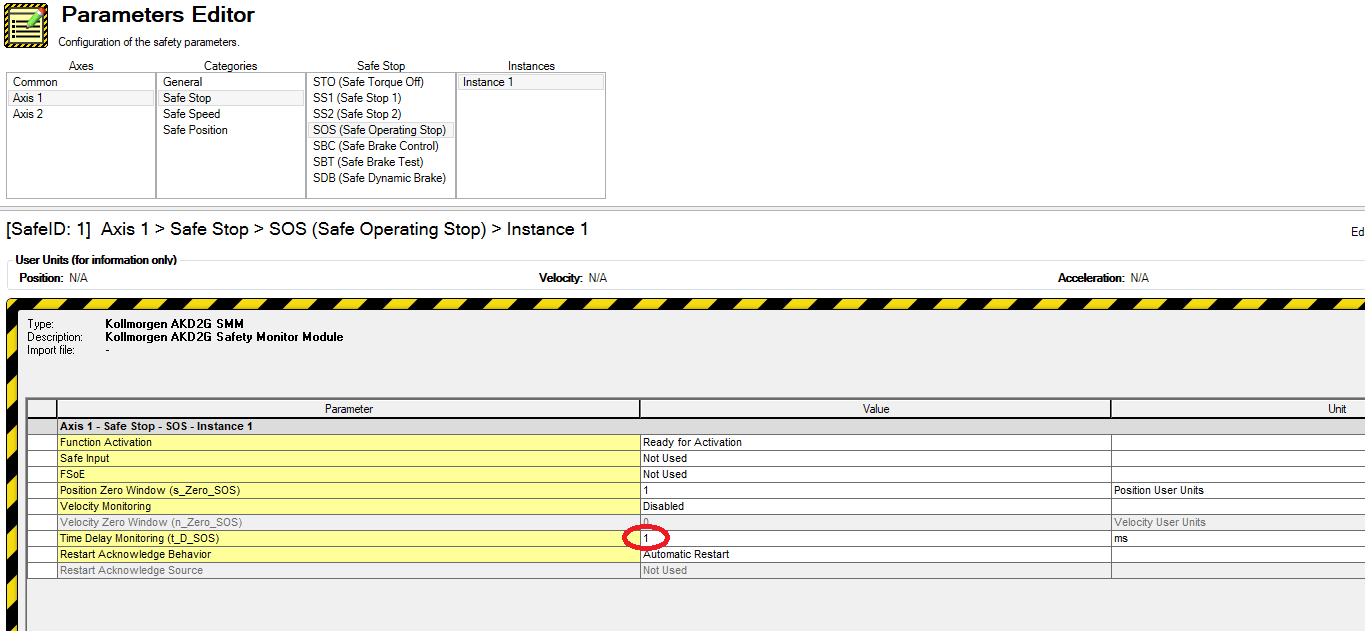 Parameters Editor
Configuration of the safety parameters.
Axes Categories Safe Stop Instances
Common General STO (Safe Torque Off) Instance 1
Axis 1 Safe Stop SS1 (Safe Stop 1)
Axis 2 Safe Speed SS2 (Safe Stop 2)
Safe Position SOS (Safe Operating Stop)
SBC (Safe Brake Control)
SBT (Safe Brake Test)
SDB (Safe Dynamic Brake)
[SafeID: 1] Axis 1 > Safe Stop > SOS (Safe Operating Stop) > Instance 1
Ed
User Units (for information only)
Position: N/A Velocity: N/A Acceleration: N/A
Type: Kollmorgen AKD2G SMM
Description: Kollmorgen AKD2G Safety Monitor Module
Import file: -
Parameter Value Unit
Axis 1 - Safe Stop - SOS - Instance 1
Function Activation Ready for Activation
Safe Input Not Used
FSoE Not Used
Position Zero Window (s_Zero_SOS) 1 Position User Units
Velocity Monitoring Disabled
Velocity Zero Window (n_Zero_SOS) 0 Velocity User Units
Time Delay Monitoring (t_D_SOS) 1 ms
Restart Acknowledge Behavior Automatic Restart
Restart Acknowledge Source Not Used